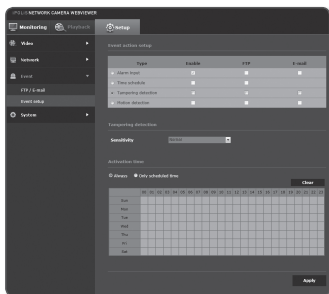 iPOLiS NETWORK CAMERA WEBVIEWER
Monitoring Playback Setup
Video
Network
Event
FTP / E-mail
Event setup
System
Event action setup
Type Enable FTP E-mail
Alarm input
Time schedule
Tampering detection
Motion detection
Tampering detection
Sensitivity
Activation time
Always Only scheduled time
Clear
00 01 02 03 04 05 06 07 08 09 10 11 12 13 14 15 16 17 18 19 20 21 22 23
Sun
Mon
Tue
Wed
Thu
Fri
Sat
Apply